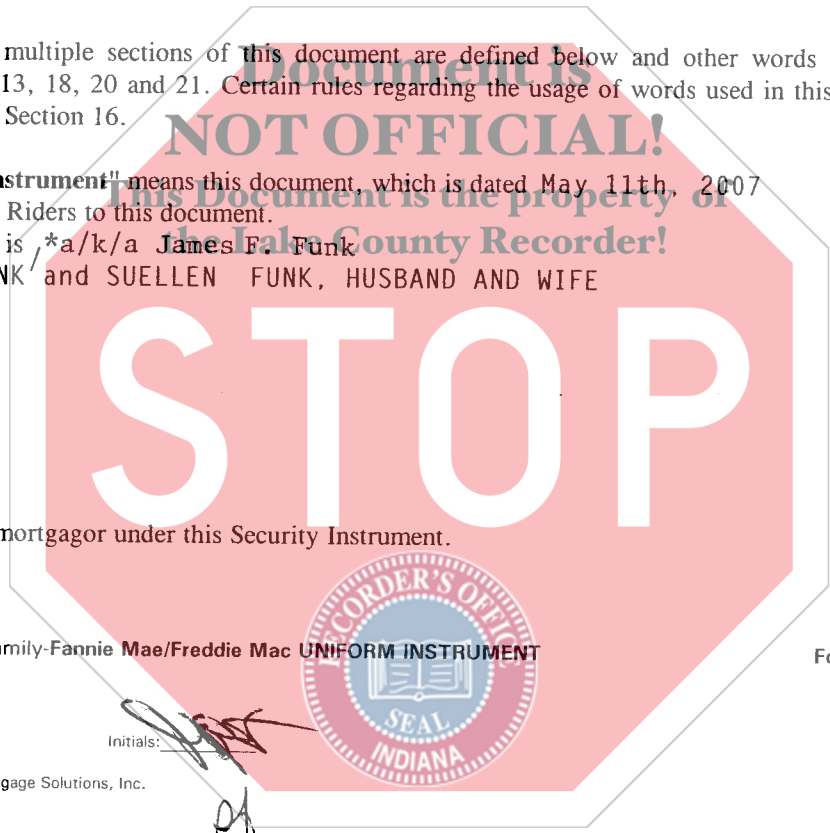 multiple sections of this document are defined below and other words
Document is
13, 18, 20 and 21. Certain rules regarding the usage of words used in this
Section 16.
NOT OFFICIAL!
strument" means this document, which is dated May 11th, 2007
This Document is the property of
Riders to this document.
is *a/k/a James F. Funk
the Lake County Recorder!
NK and SUELLEN FUNK, HUSBAND AND WIFE
STOP
mortgagor under this Security Instrument.
RECORDER'S OFFICE
mily-Fannie Mae/Freddie Mac UNIFORM INSTRUMENT
Fo
SEAL
Initials:
INDIANA
gage Solutions, Inc.